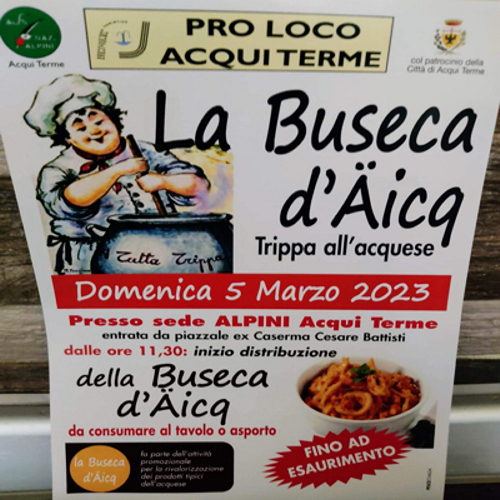 NAZ. ALPINI
Acqui Terme
PRO LOCO
ACQUI TERME
col patrocinio della
Città di Acqui Terme
La Buseca
d'Äicq
Trippa all'acquese
Tutta Trippa
Domenica 5 Marzo 2023
Presso sede ALPINI Acqui Terme
entrata da piazzale ex Caserma Cesare Battisti
dalle ore 11,30: inizio distribuzione
della Buseca
d'Äicq
da consumare al tavolo o asporto
la Buseca
d'Äicq
fa parte dell'attività
promozionale
per la rivalorizzazione
dei prodotti tipici
dell'acquese
FINO AD
ESAURIMENTO